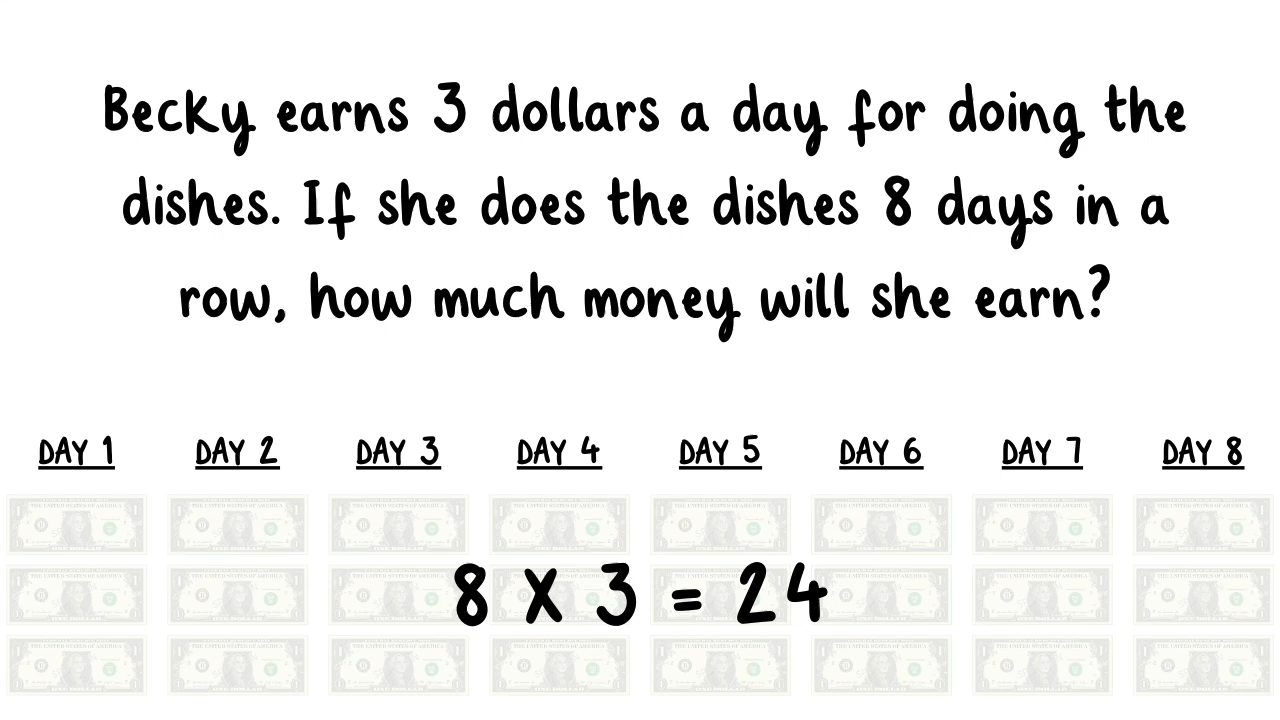 Becky earns 3 dollars a day for doing the
dishes. If she does the dishes 8 days in a
row, how much money will she earn?
DAY 1 DAY 2 DAY 3 DAY 4 DAY 5 DAY 6 DAY 7 DAY 8
8 X 3 = 24